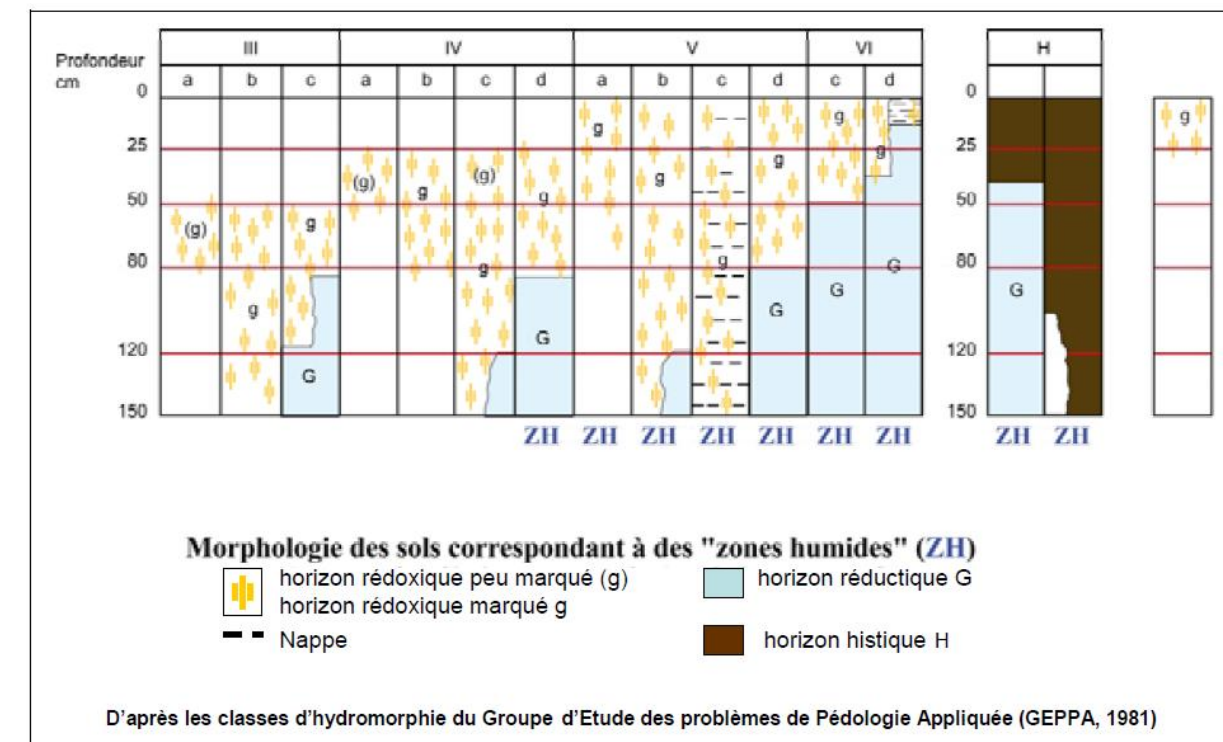 III IV V VI H
Profondeur
cm
a b c a b c d a b c d c d
0 0
g g g g
25 25
(g) g (g) g g g
50 50
(g) g g g
80 80
g g G G
g G G G G
120 120
G
150 150
ZH ZH ZH ZH ZH ZH ZH ZH ZH
Morphologie des sols correspondant à des "zones humides" (ZH)
horizon rédoxique peu marqué (g) horizon réductique G
horizon rédoxique marqué g
Nappe horizon histique H
D'après les classes d'hydromorphie du Groupe d'Etude des problèmes de Pédologie Appliquée (GEPPA, 1981)